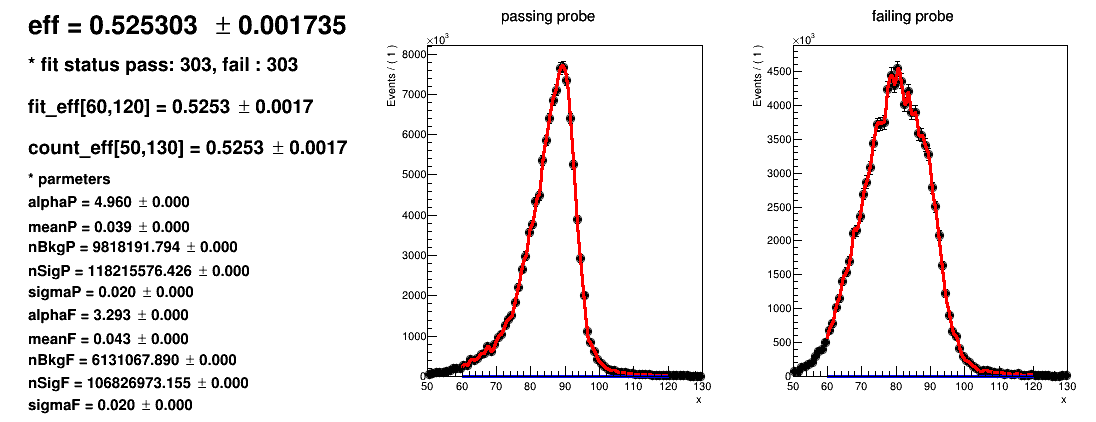 eff = 0.525303 ± 0.001735
* fit status pass: 303, fail : 303
fit_eff[60,120] = 0.5253 ± 0.0017
count_eff[50,130] = 0.5253 ± 0.0017
* parmeters
alphaP = 4.960 ± 0.000
meanP = 0.039 ± 0.000
nBkgP = 9818191.794 ± 0.000
nSigP = 118215576.426 ± 0.000
sigmaP = 0.020 ± 0.000
alphaF = 3.293 ± 0.000
meanF = 0.043 ± 0.000
nBkgF = 6131067.890 ± 0.000
nSigF = 106826973.155 ± 0.000
sigmaF = 0.020 ± 0.000
passing probe
×10³
Events / ( 1 )
8000
7000
6000
5000
4000
3000
2000
1000
0
50 60 70 80 90 100 110 120 130
x
failing probe
×10³
Events / ( 1 )
4500
4000
3500
3000
2500
2000
1500
1000
500
0
50 60 70 80 90 100 110 120 130
x